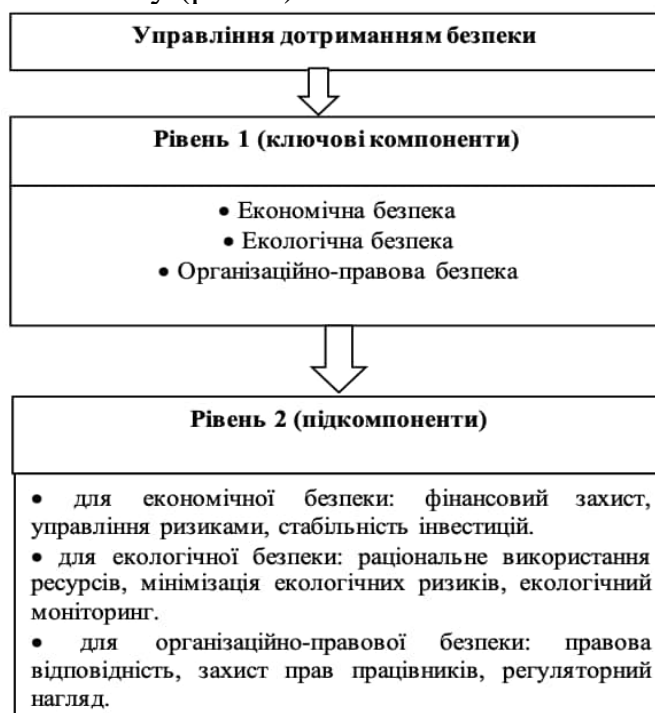 Управління дотриманням безпеки
Рівень 1 (ключові компоненти)
• Економічна безпека
• Екологічна безпека
• Організаційно-правова безпека
Рівень 2 (підкомпоненти)
• для економічної безпеки: фінансовий захист,
управління ризиками, стабільність інвестицій.
• для екологічної безпеки: раціональне використання
ресурсів, мінімізація екологічних ризиків, екологічний
моніторинг.
• для організаційно-правової безпеки: правова
відповідність, захист прав працівників, регуляторний
нагляд.